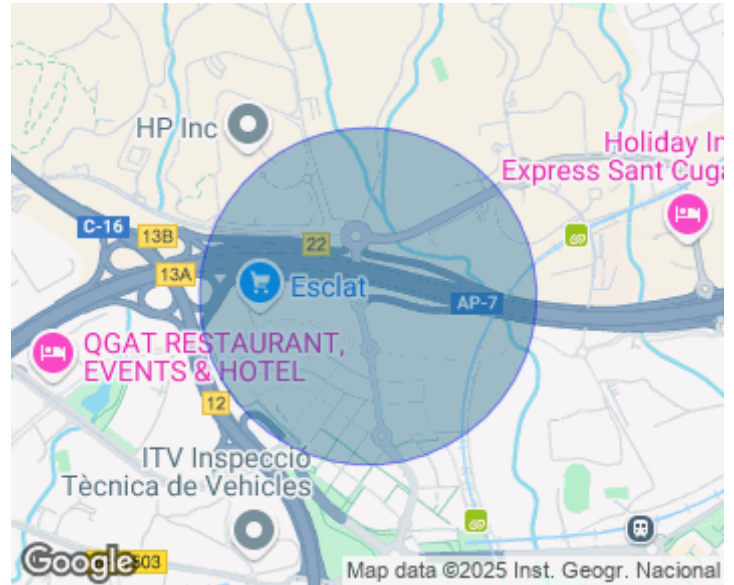 HP Inc
Holiday In
Express Sant Cuga
C-16
13B
22
13A
Esclat
AP-7
QGAT RESTAURANT,
EVENTS & HOTEL
12
ITV Inspecció
Tècnica de Vehicles
Google
503
Map data ©2025 Inst. Geogr. Nacional